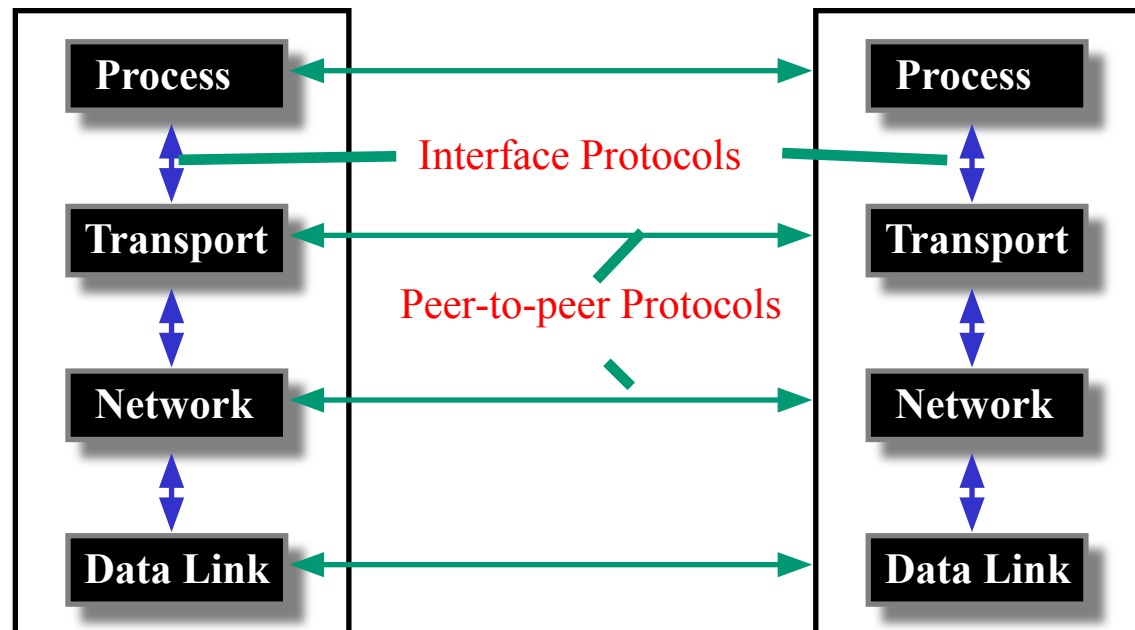 Process
Process
Interface Protocols
Transport
Transport
Peer-to-peer Protocols
Network
Network
Data Link
Data Link